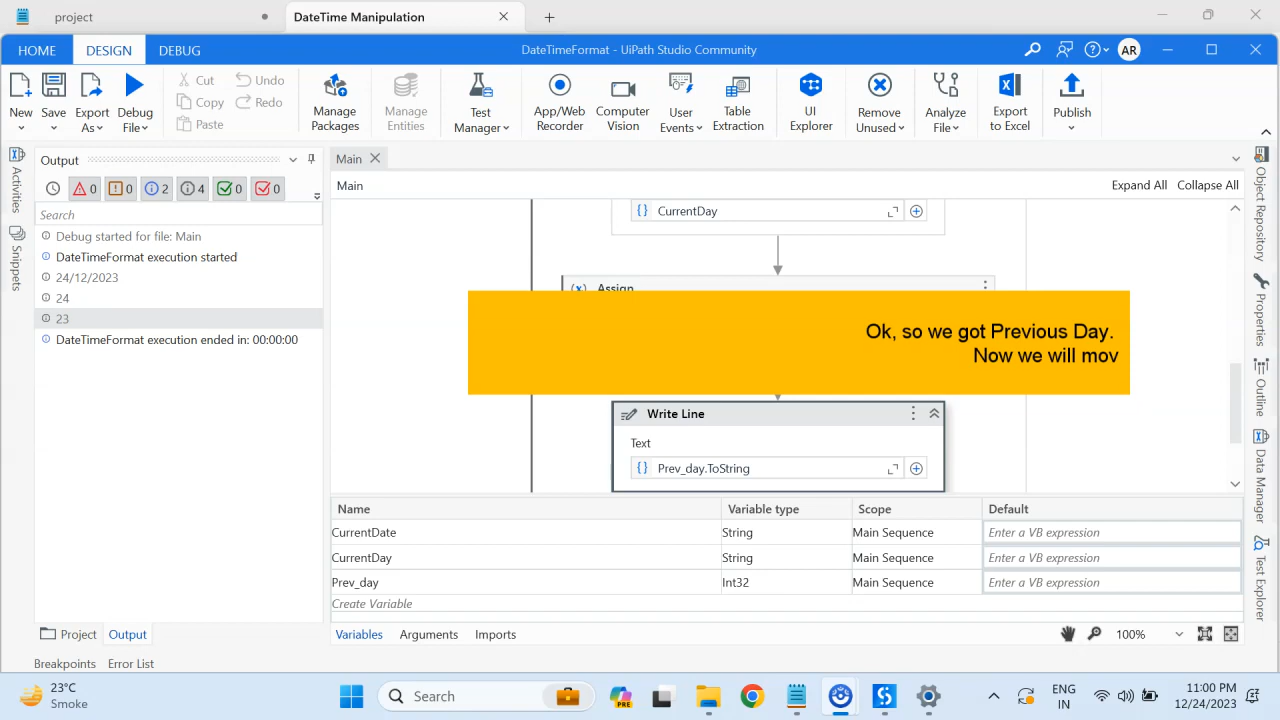 project
DateTime Manipulation
HOME
DESIGN
DEBUG
DateTimeFormat - UiPath Studio Community
AR
New
Save
Export As
Debug File
Cut
Copy
Paste
Undo
Redo
Manage Packages
Manage Entities
Test Manager
App/Web Recorder
Computer Vision
User Events
Table Extraction
UI Explorer
Remove Unused
Analyze File
Export to Excel
Publish
Activities
Snippets
Output
0
0
2
4
0
0
Search
Debug started for file: Main
DateTimeFormat execution started
24/12/2023
24
23
DateTimeFormat execution ended in: 00:00:00
Main
Main
Expand All
Collapse All
CurrentDay
Assign
Ok, so we got Previous Day.
Now we will mov
Write Line
Text
Prev_day.ToString
Name Variable type Scope Default
CurrentDate String Main Sequence Enter a VB expression
CurrentDay String Main Sequence Enter a VB expression
Prev_day Int32 Main Sequence Enter a VB expression
Create Variable
Variables
Arguments
Imports
100%
Object Repository
Properties
Outline
Data Manager
Test Explorer
Project
Output
Breakpoints
Error List
23°C
Smoke
Search
PRE
ENG
IN
11:00 PM
12/24/2023